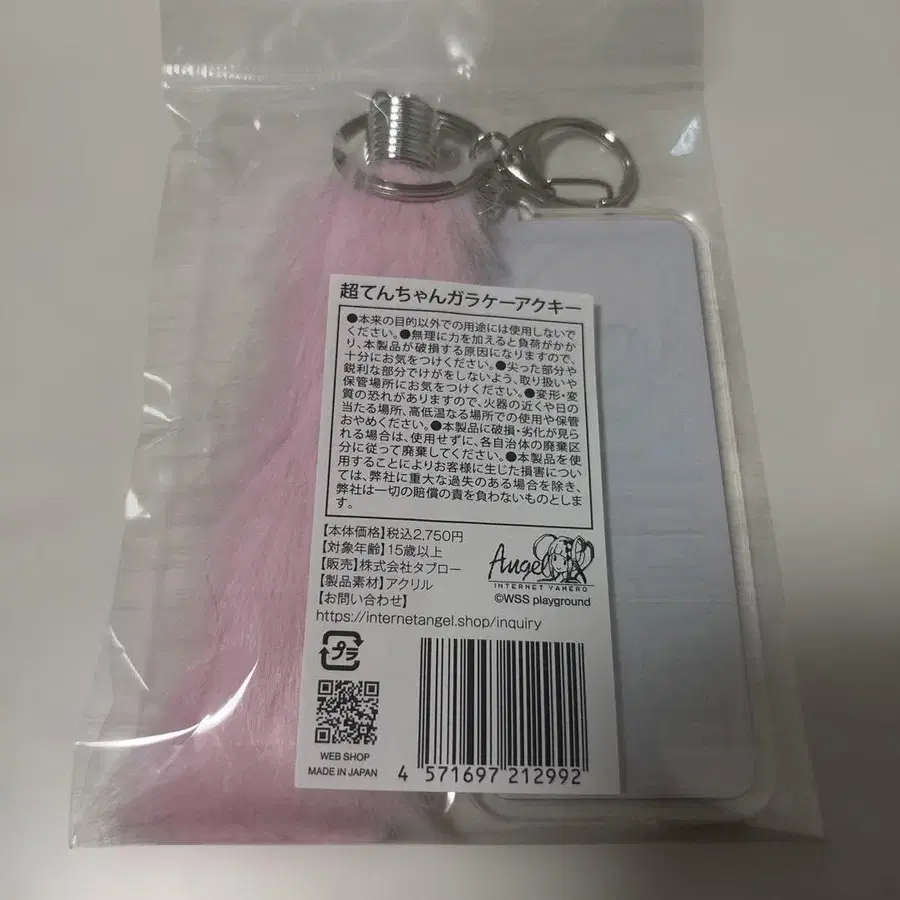 超てんちゃんガラケーアクキー
●本来の目的以外での用途には使用しないで
ください。●無理に力を加えると負荷がかか
り、本製品が破損する原因になりますので、
十分にお気をつけください。●尖った部分や
鋭利な部分でけがをしないよう、取り扱いや
保管場所にお気をつけください。●変形・変
質の恐れがありますので、火器の近くや日の
当たる場所、高低温なる場所での使用や保管
おやめください。●本製品に破損・劣化が見ら
れる場合は、使用せずに、各自治体の廃棄区
分に従って廃棄してください。●本製品を使
用することによりお客様に生じた損害につい
ては、弊社に重大な過失のある場合を除き、
弊社は一切の賠償の責を負わないものとしま
す。
【本体価格】税込2,750円
【対象年齢】15歳以上
【販売】株式会社タブロー
【製品素材】アクリル
【お問い合わせ】
https://internetangel.shop/inquiry
Angel
INTERNET YAMERO
©WSS playground
プラ
WEB SHOP
MADE IN JAPAN
4 571697 212992